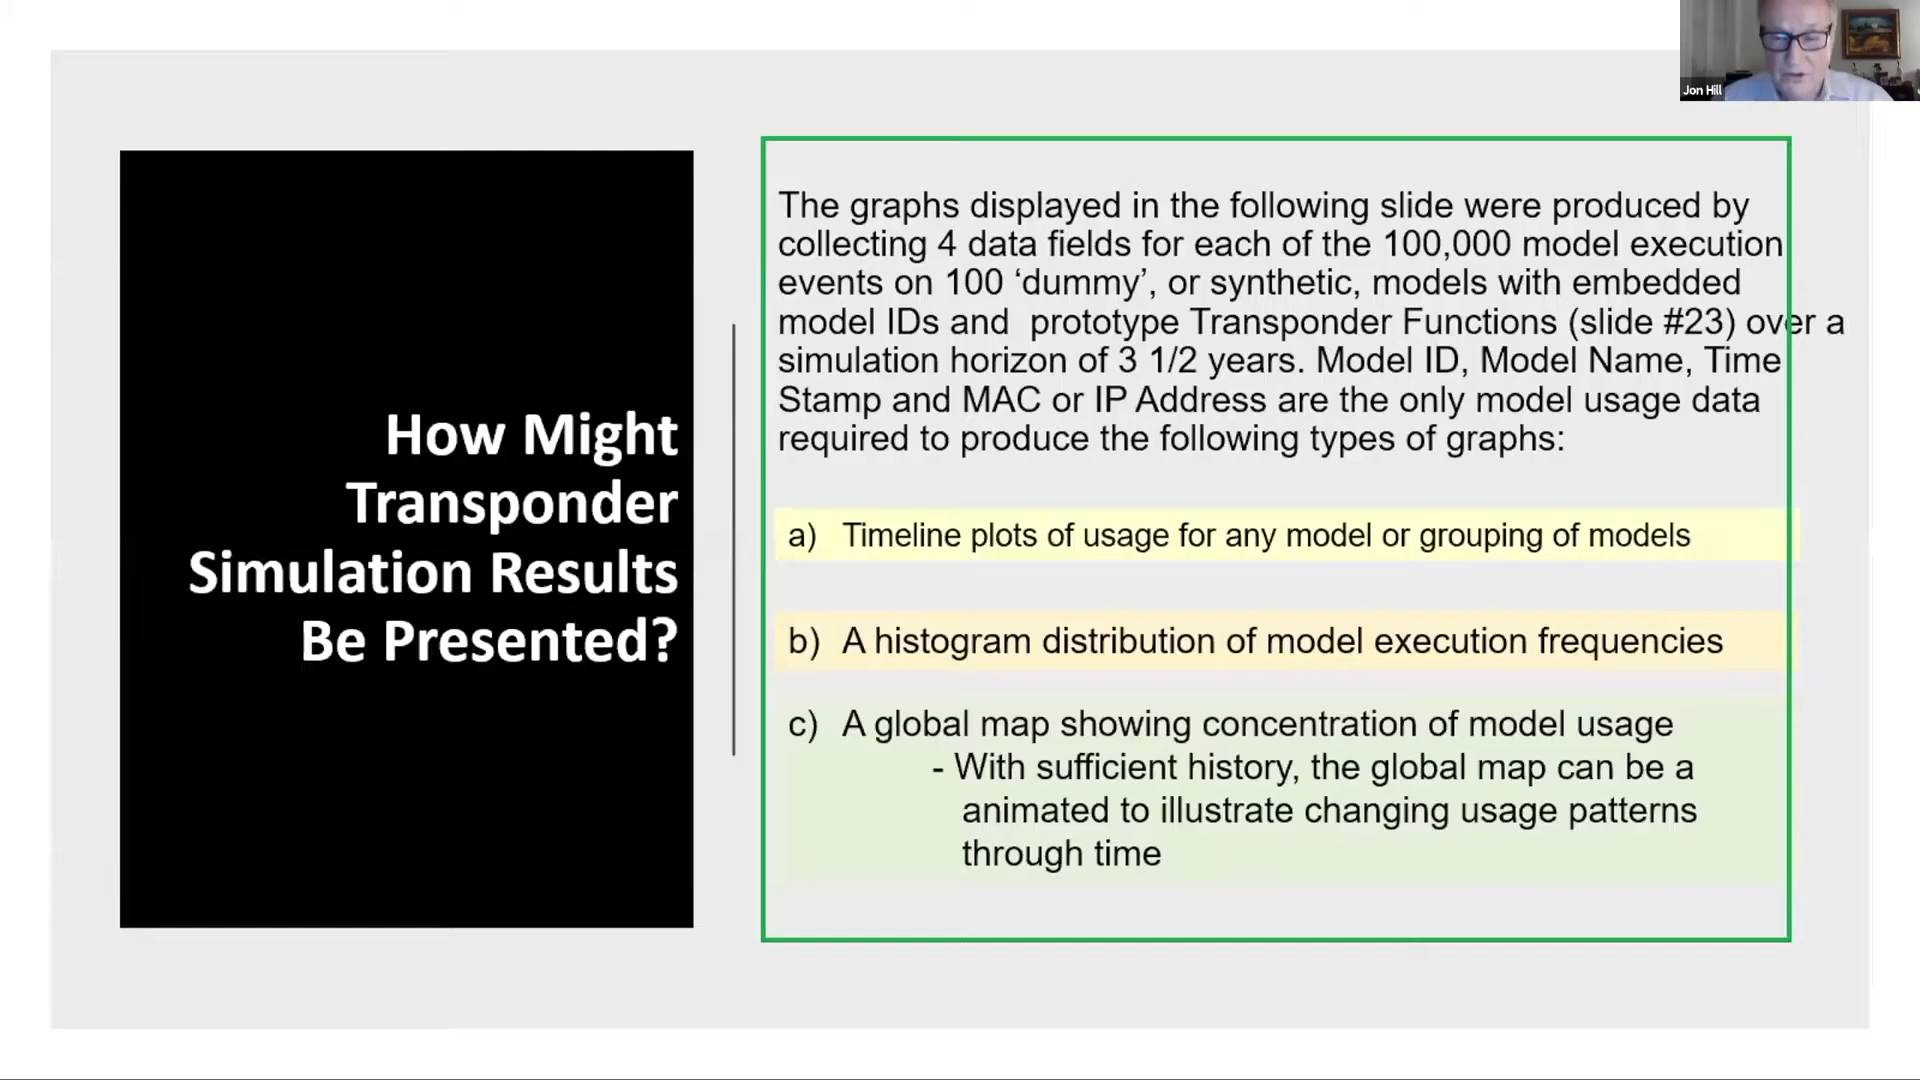 Jon Hill
How Might
Transponder
Simulation Results
Be Presented?
The graphs displayed in the following slide were produced by
collecting 4 data fields for each of the 100,000 model execution
events on 100 ‘dummy’, or synthetic, models with embedded
model IDs and  prototype Transponder Functions (slide #23) over a
simulation horizon of 3 1/2 years. Model ID, Model Name, Time
Stamp and MAC or IP Address are the only model usage data
required to produce the following types of graphs:
a) Timeline plots of usage for any model or grouping of models
b) A histogram distribution of model execution frequencies
c) A global map showing concentration of model usage
- With sufficient history, the global map can be a
animated to illustrate changing usage patterns
through time